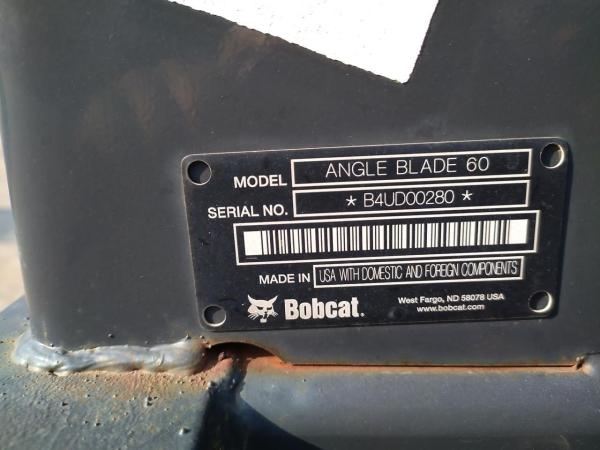 MODEL ANGLE BLADE 60
SERIAL NO. * B4UD00280 *
MADE IN USA WITH DOMESTIC AND FOREIGN COMPONENTS
Bobcat. West Fargo, ND 58078 USA
www.bobcat.com